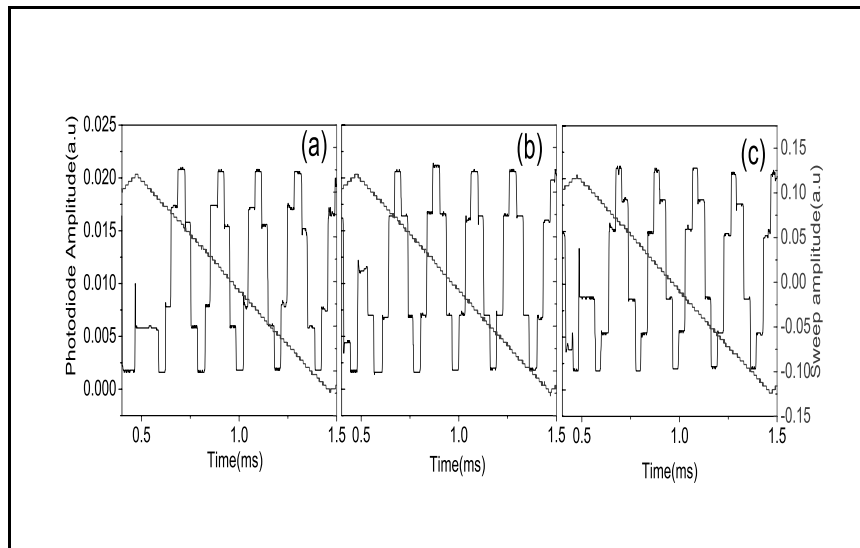 (a)
(b)
(c)
Photodiode Amplitude(a.u)
0.025
0.020
0.015
0.010
0.005
0.000
0.15
0.10
0.05
0.00
-0.05
-0.10
-0.15
Sweep amplitude(a.u)
0.5 1.0 1.5
0.5 1.0 1.5
0.5 1.0 1.5
Time(ms)
Time(ms)
Time(ms)